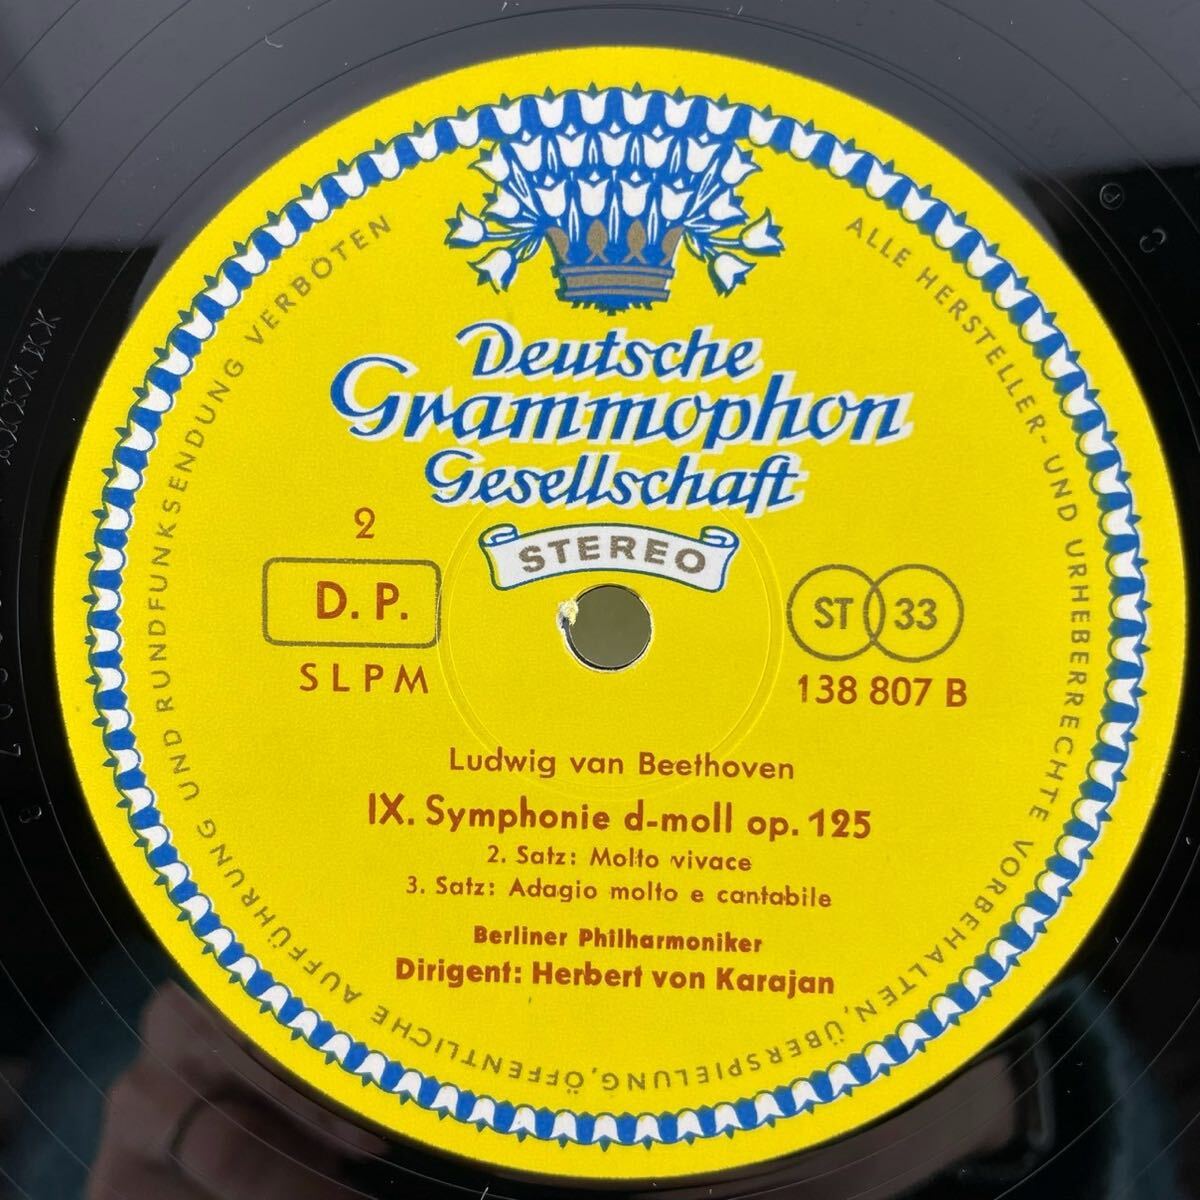 Deutsche
Grammophon
Gesellschaft
STEREO
2
D. P.
SLPM
ST 33
138 807 B
Ludwig van Beethoven
IX. Symphonie d-moll op. 125
2. Satz: Molto vivace
3. Satz: Adagio molto e cantabile
Berliner Philharmoniker
Dirigent: Herbert von Karajan
ALLE HERSTELLER- UND URHEBERRECHTE VORBEHALTEN, ÜBERSPIELUNG, ÖFFENTLICHE AUFFÜHRUNG UND RUNDFUNKSENDUNG VERBOTEN